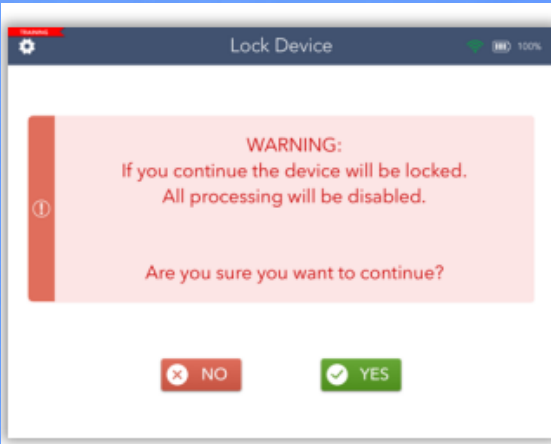 TRAINING
Lock Device
100%
WARNING:
If you continue the device will be locked.
All processing will be disabled.
Are you sure you want to continue?
NO
YES